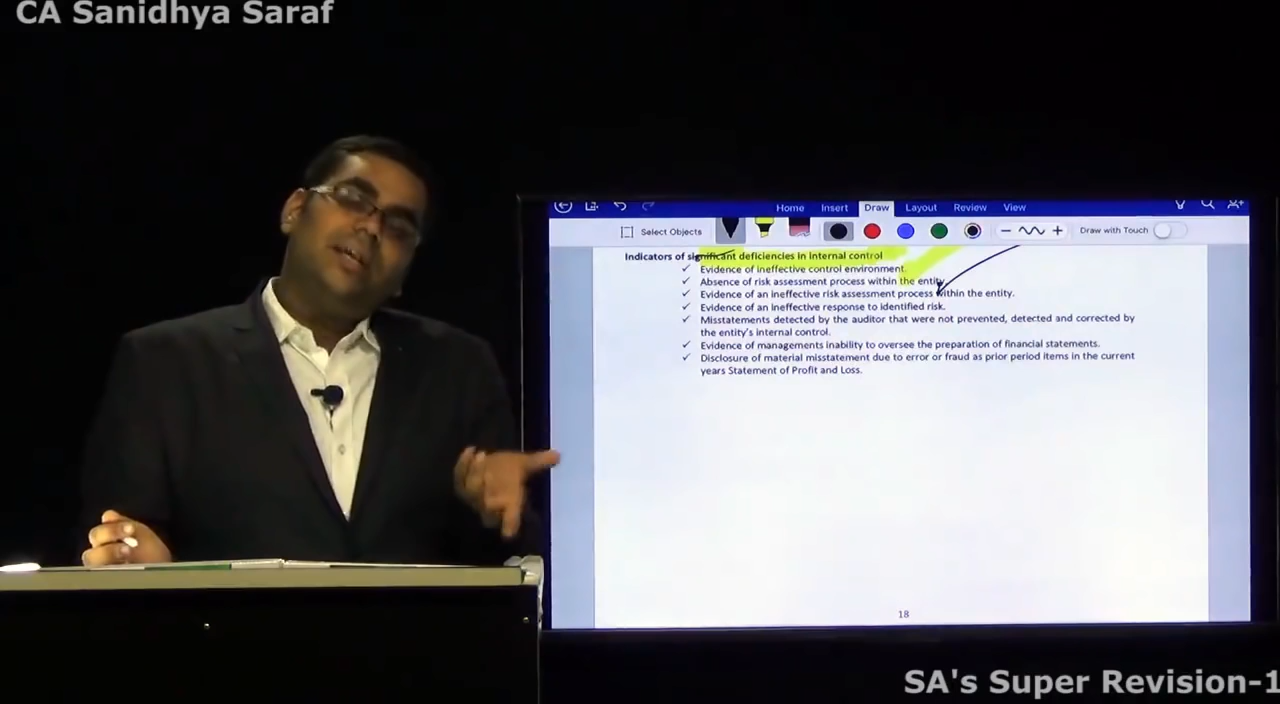 CA Sanidhya Saraf
Home Insert Draw Layout Review View
Select Objects
Draw with Touch
Indicators of significant deficiencies in internal control
✓ Evidence of ineffective control environment.
✓ Absence of risk assessment process within the entity.
✓ Evidence of an ineffective risk assessment process within the entity.
✓ Evidence of an ineffective response to identified risk.
✓ Misstatements detected by the auditor that were not prevented, detected and corrected by
the entity's internal control.
✓ Evidence of managements inability to oversee the preparation of financial statements.
✓ Disclosure of material misstatement due to error or fraud as prior period items in the current
years Statement of Profit and Loss.
18
SA's Super Revision-1